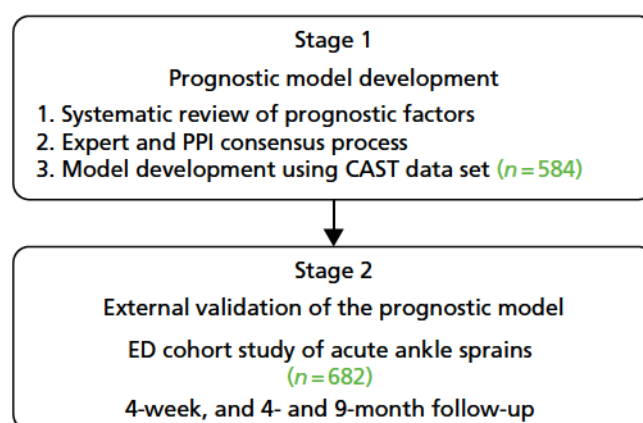 Stage 1
Prognostic model development
1. Systematic review of prognostic factors
2. Expert and PPI consensus process
3. Model development using CAST data set (n = 584)
Stage 2
External validation of the prognostic model
ED cohort study of acute ankle sprains
(n = 682)
4-week, and 4- and 9-month follow-up